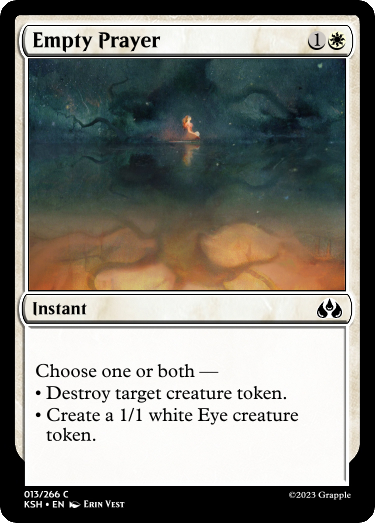 Empty Prayer 1
Instant
Choose one or both —
• Destroy target creature token.
• Create a 1/1 white Eye creature
token.
013/266 C
KSH • EN Erin Vest
©2023 Grapple